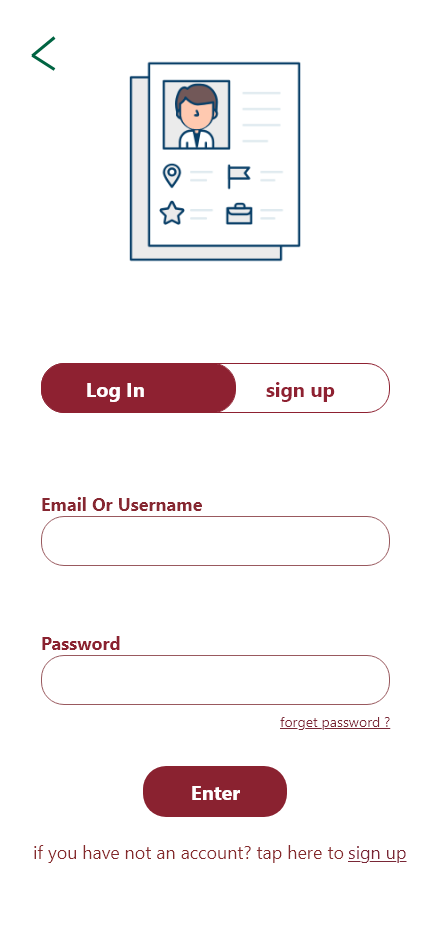 Log In
sign up
Email Or Username
Password
forget password ?
Enter
if you have not an account? tap here to sign up